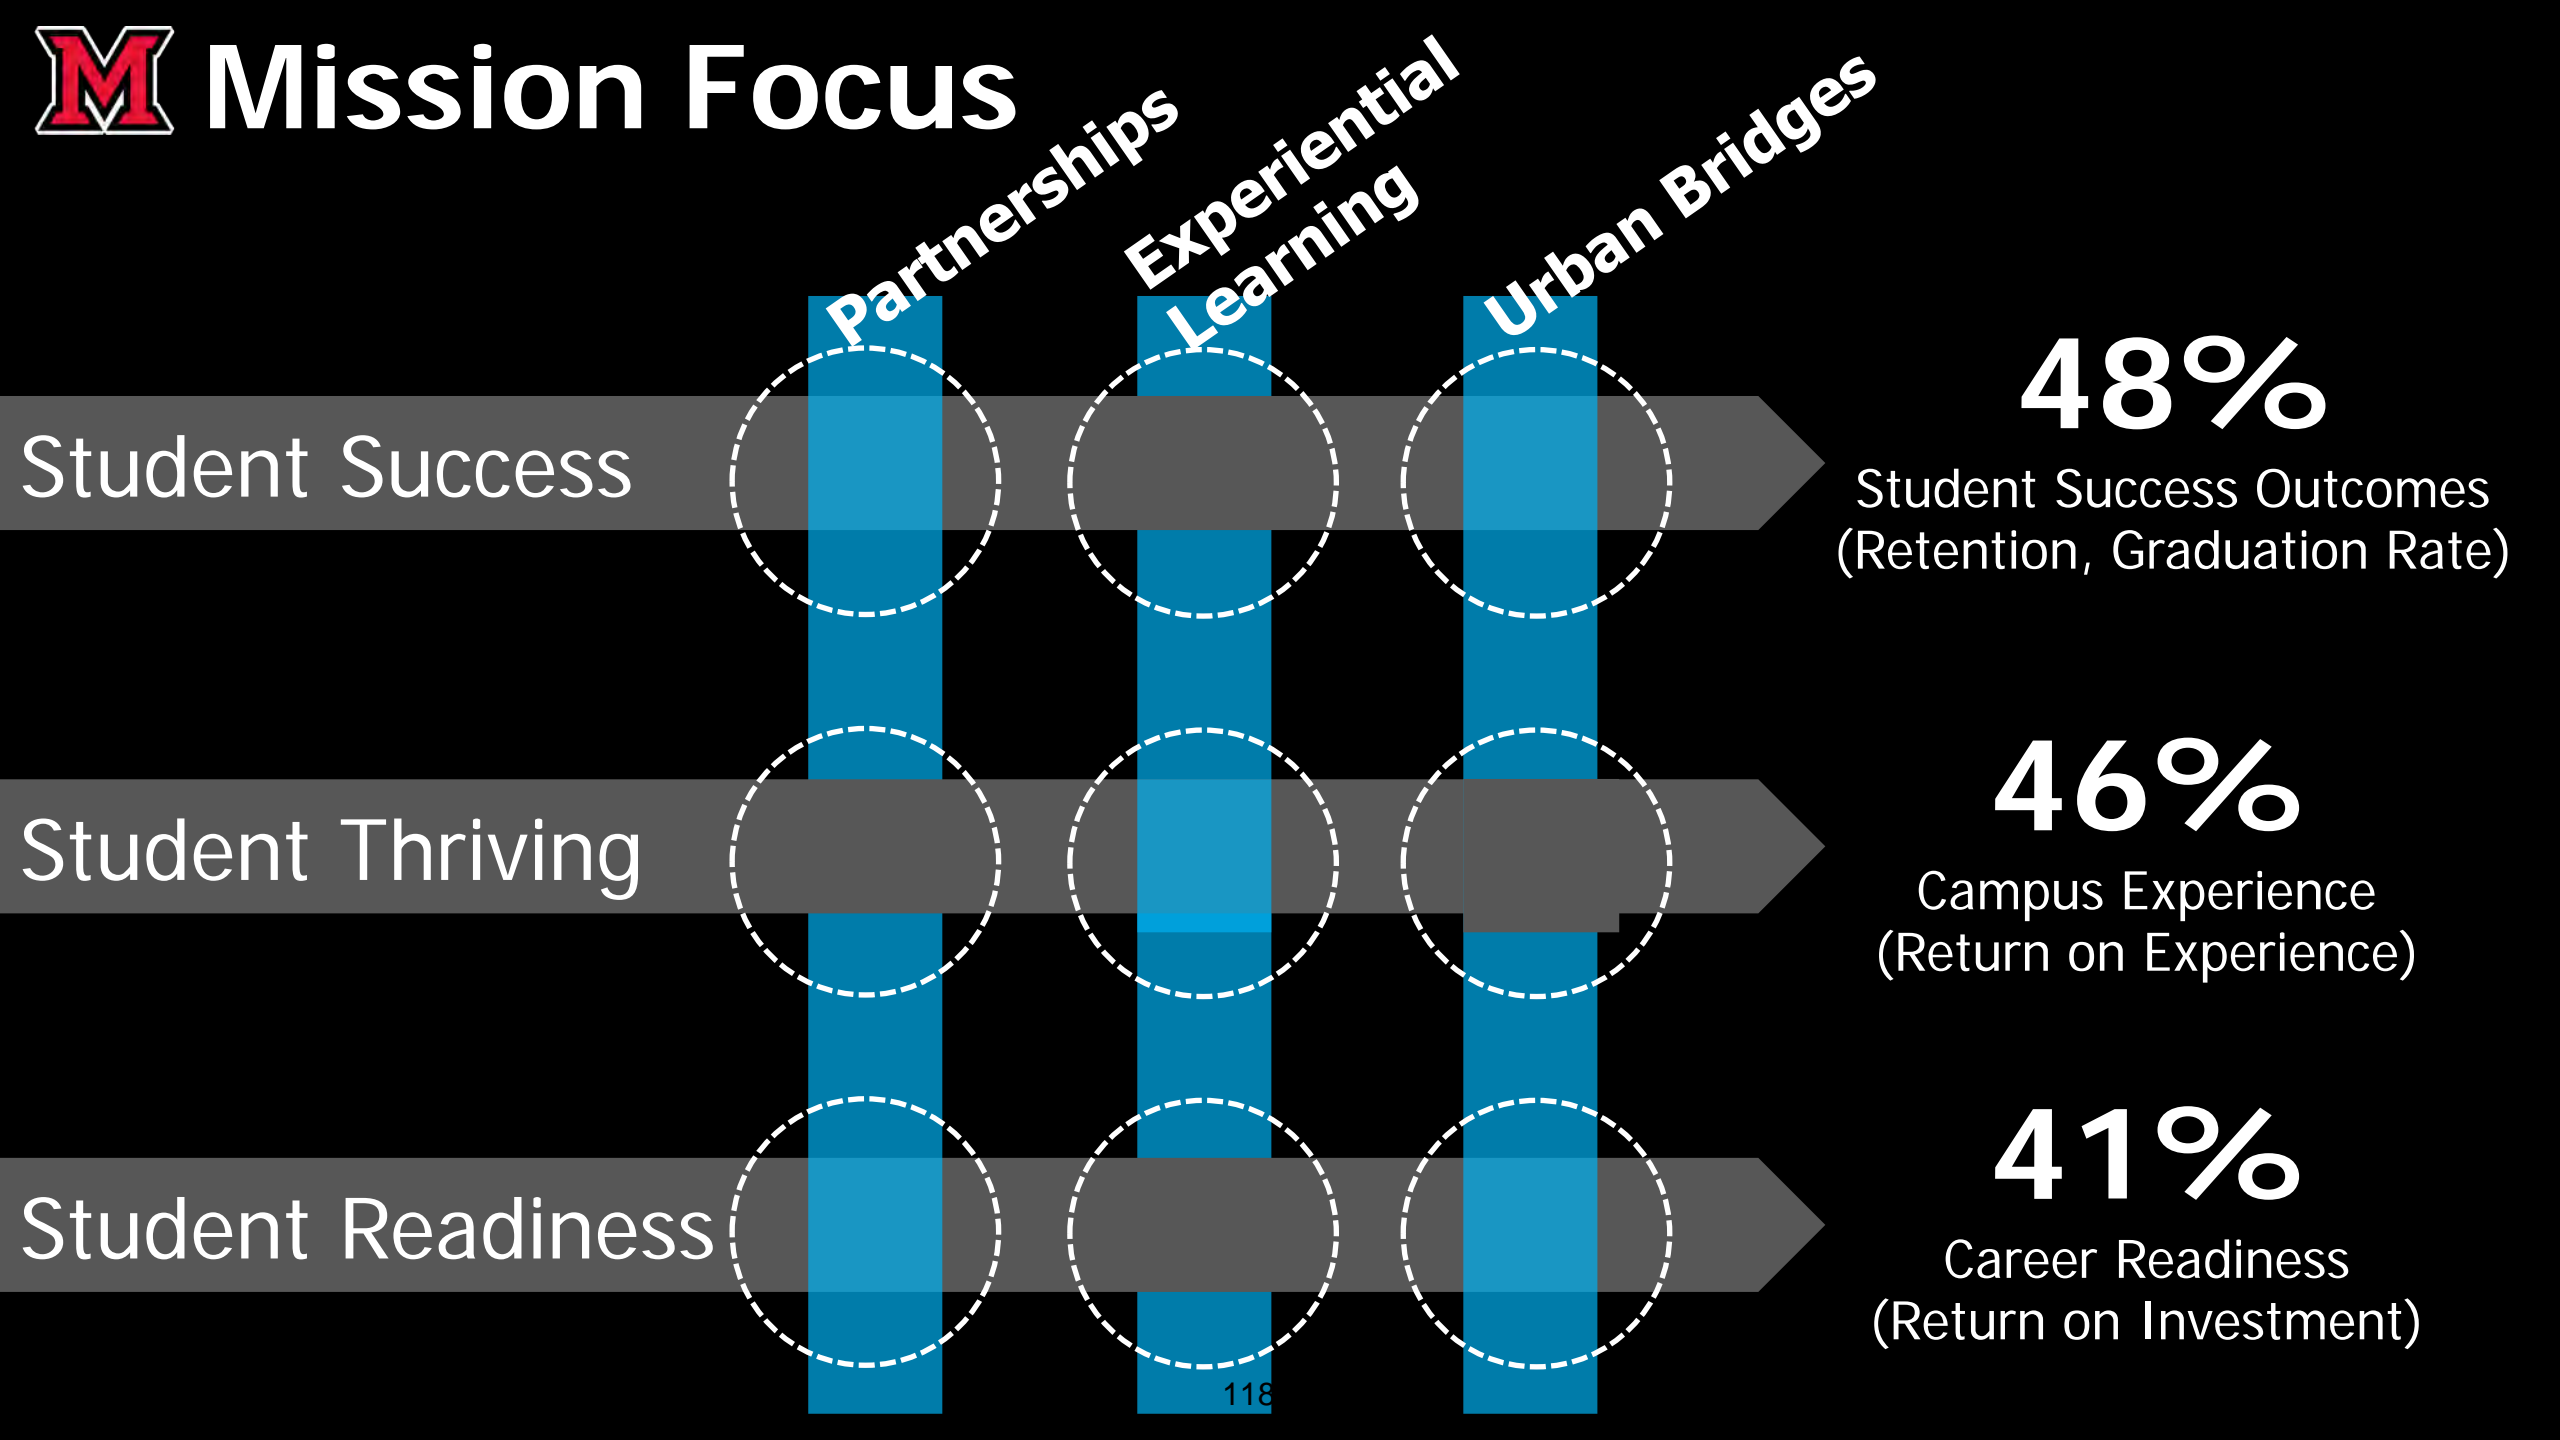 M Mission Focus
Partnerships
Experiential
Learning
Urban Bridges
Student Success
48%
Student Success Outcomes
(Retention, Graduation Rate)
Student Thriving
46%
Campus Experience
(Return on Experience)
Student Readiness
41%
Career Readiness
(Return on Investment)
118